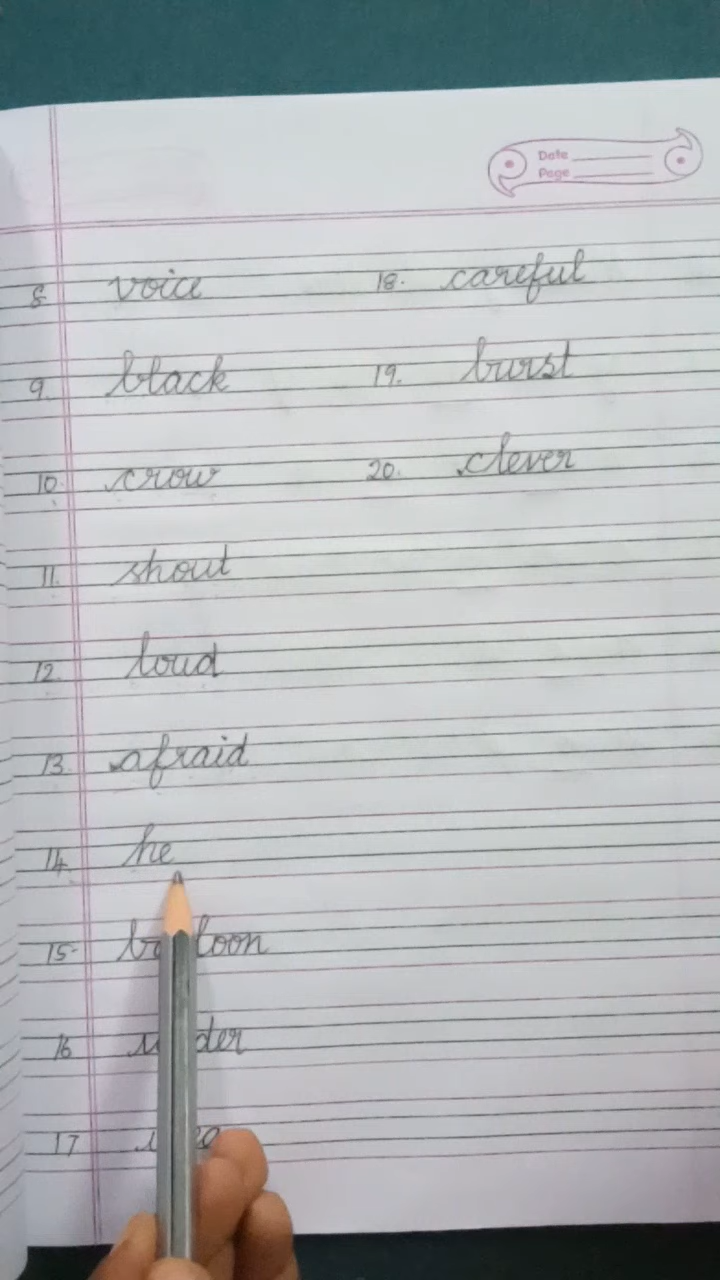 Date
Page
8. voice 18. careful
9. black 19. burst
10. crow 20. clever
11. shout
12. loud
13. afraid
14. he
15.
16
17